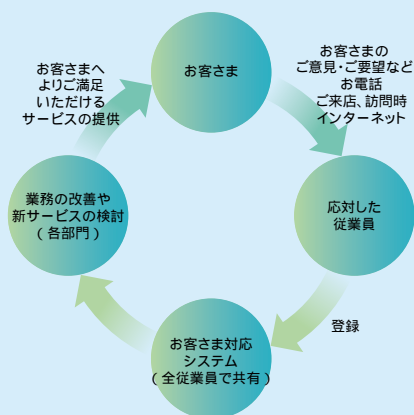 お客さま
お客さまの
ご意見・ご要望など
お電話
ご来店、訪問時
インターネット
応対した
従業員
登録
お客さま対応
システム
(全従業員で共有)
業務の改善や
新サービスの検討
(各部門)
お客さまへ
よりご満足
いただける
サービスの提供